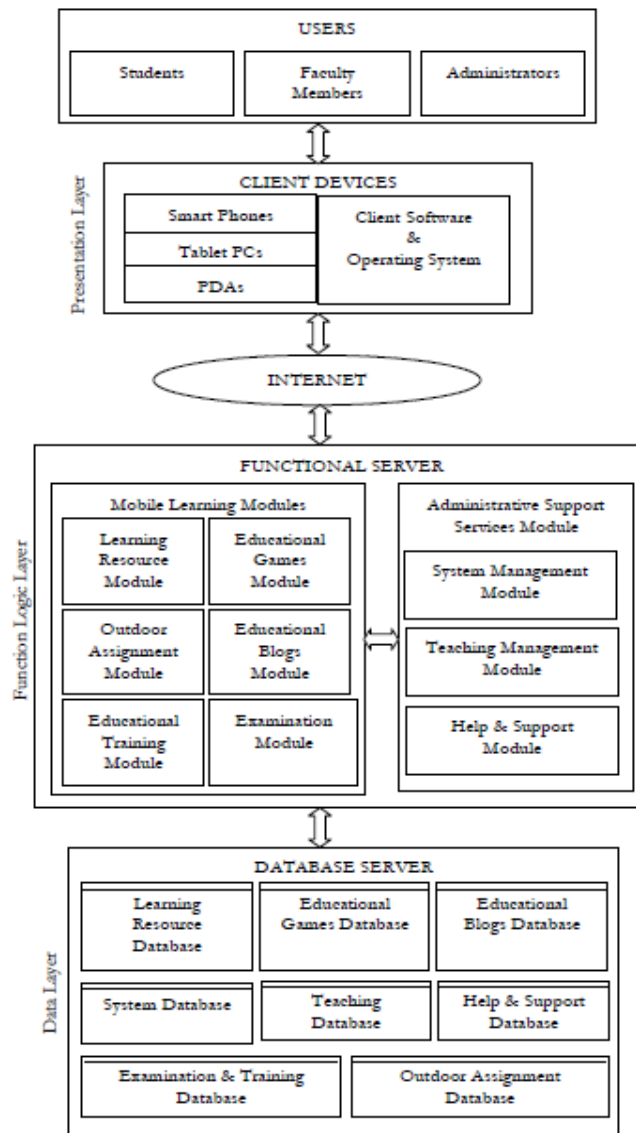 USERS
Students
Faculty
Members
Administrators
Presentation Layer
CLIENT DEVICES
Smart Phones
Tablet PCs
PDAs
Client Software
&
Operating System
INTERNET
Function Logic Layer
FUNCTIONAL SERVER
Mobile Learning Modules
Learning
Resource
Module
Educational
Games
Module
Outdoor
Assignment
Module
Educational
Blogs
Module
Educational
Training
Module
Examination
Module
Administrative Support
Services Module
System Management
Module
Teaching Management
Module
Help & Support
Module
Data Layer
DATABASE SERVER
Learning
Resource
Database
Educational
Games Database
Educational
Blogs Database
System Database
Teaching
Database
Help & Support
Database
Examination & Training
Database
Outdoor Assignment
Database